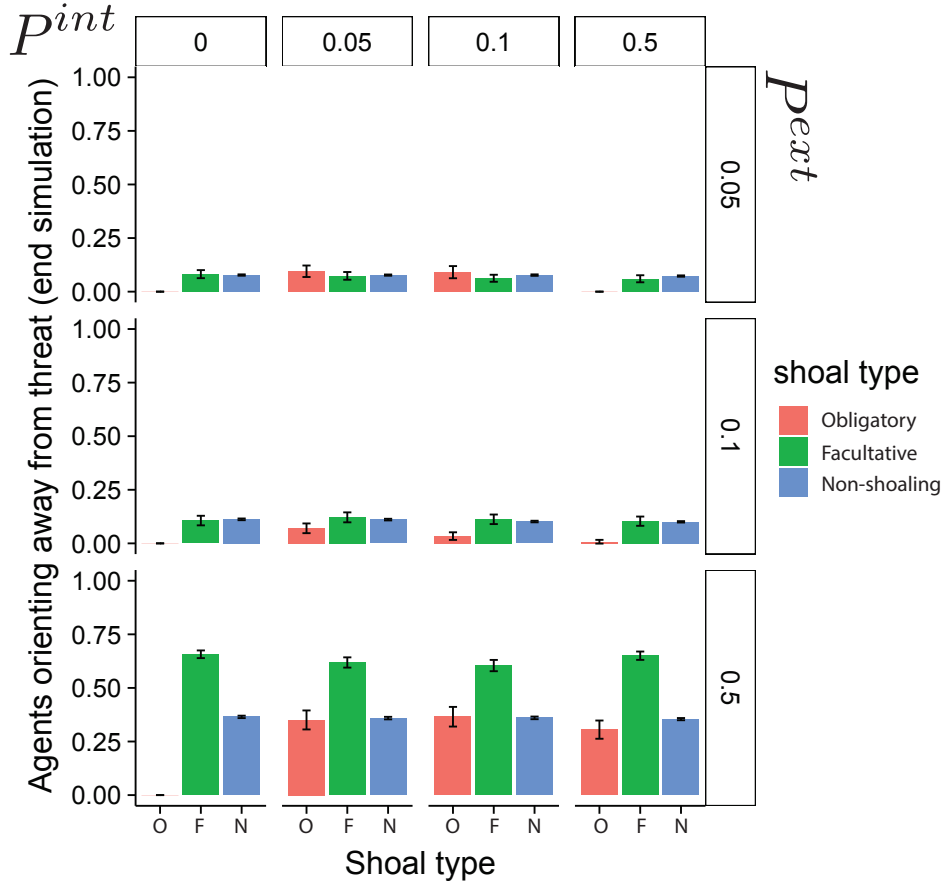 P^int
0 0.05 0.1 0.5
P^ext
Agents orienting away from threat (end simulation)
1.00
0.75
0.50
0.25
0.00
0.05
1.00
0.75
0.50
0.25
0.00
0.1
1.00
0.75
0.50
0.25
0.00
0.5
O F N O F N O F N O F N
Shoal type
shoal type
Obligatory
Facultative
Non-shoaling